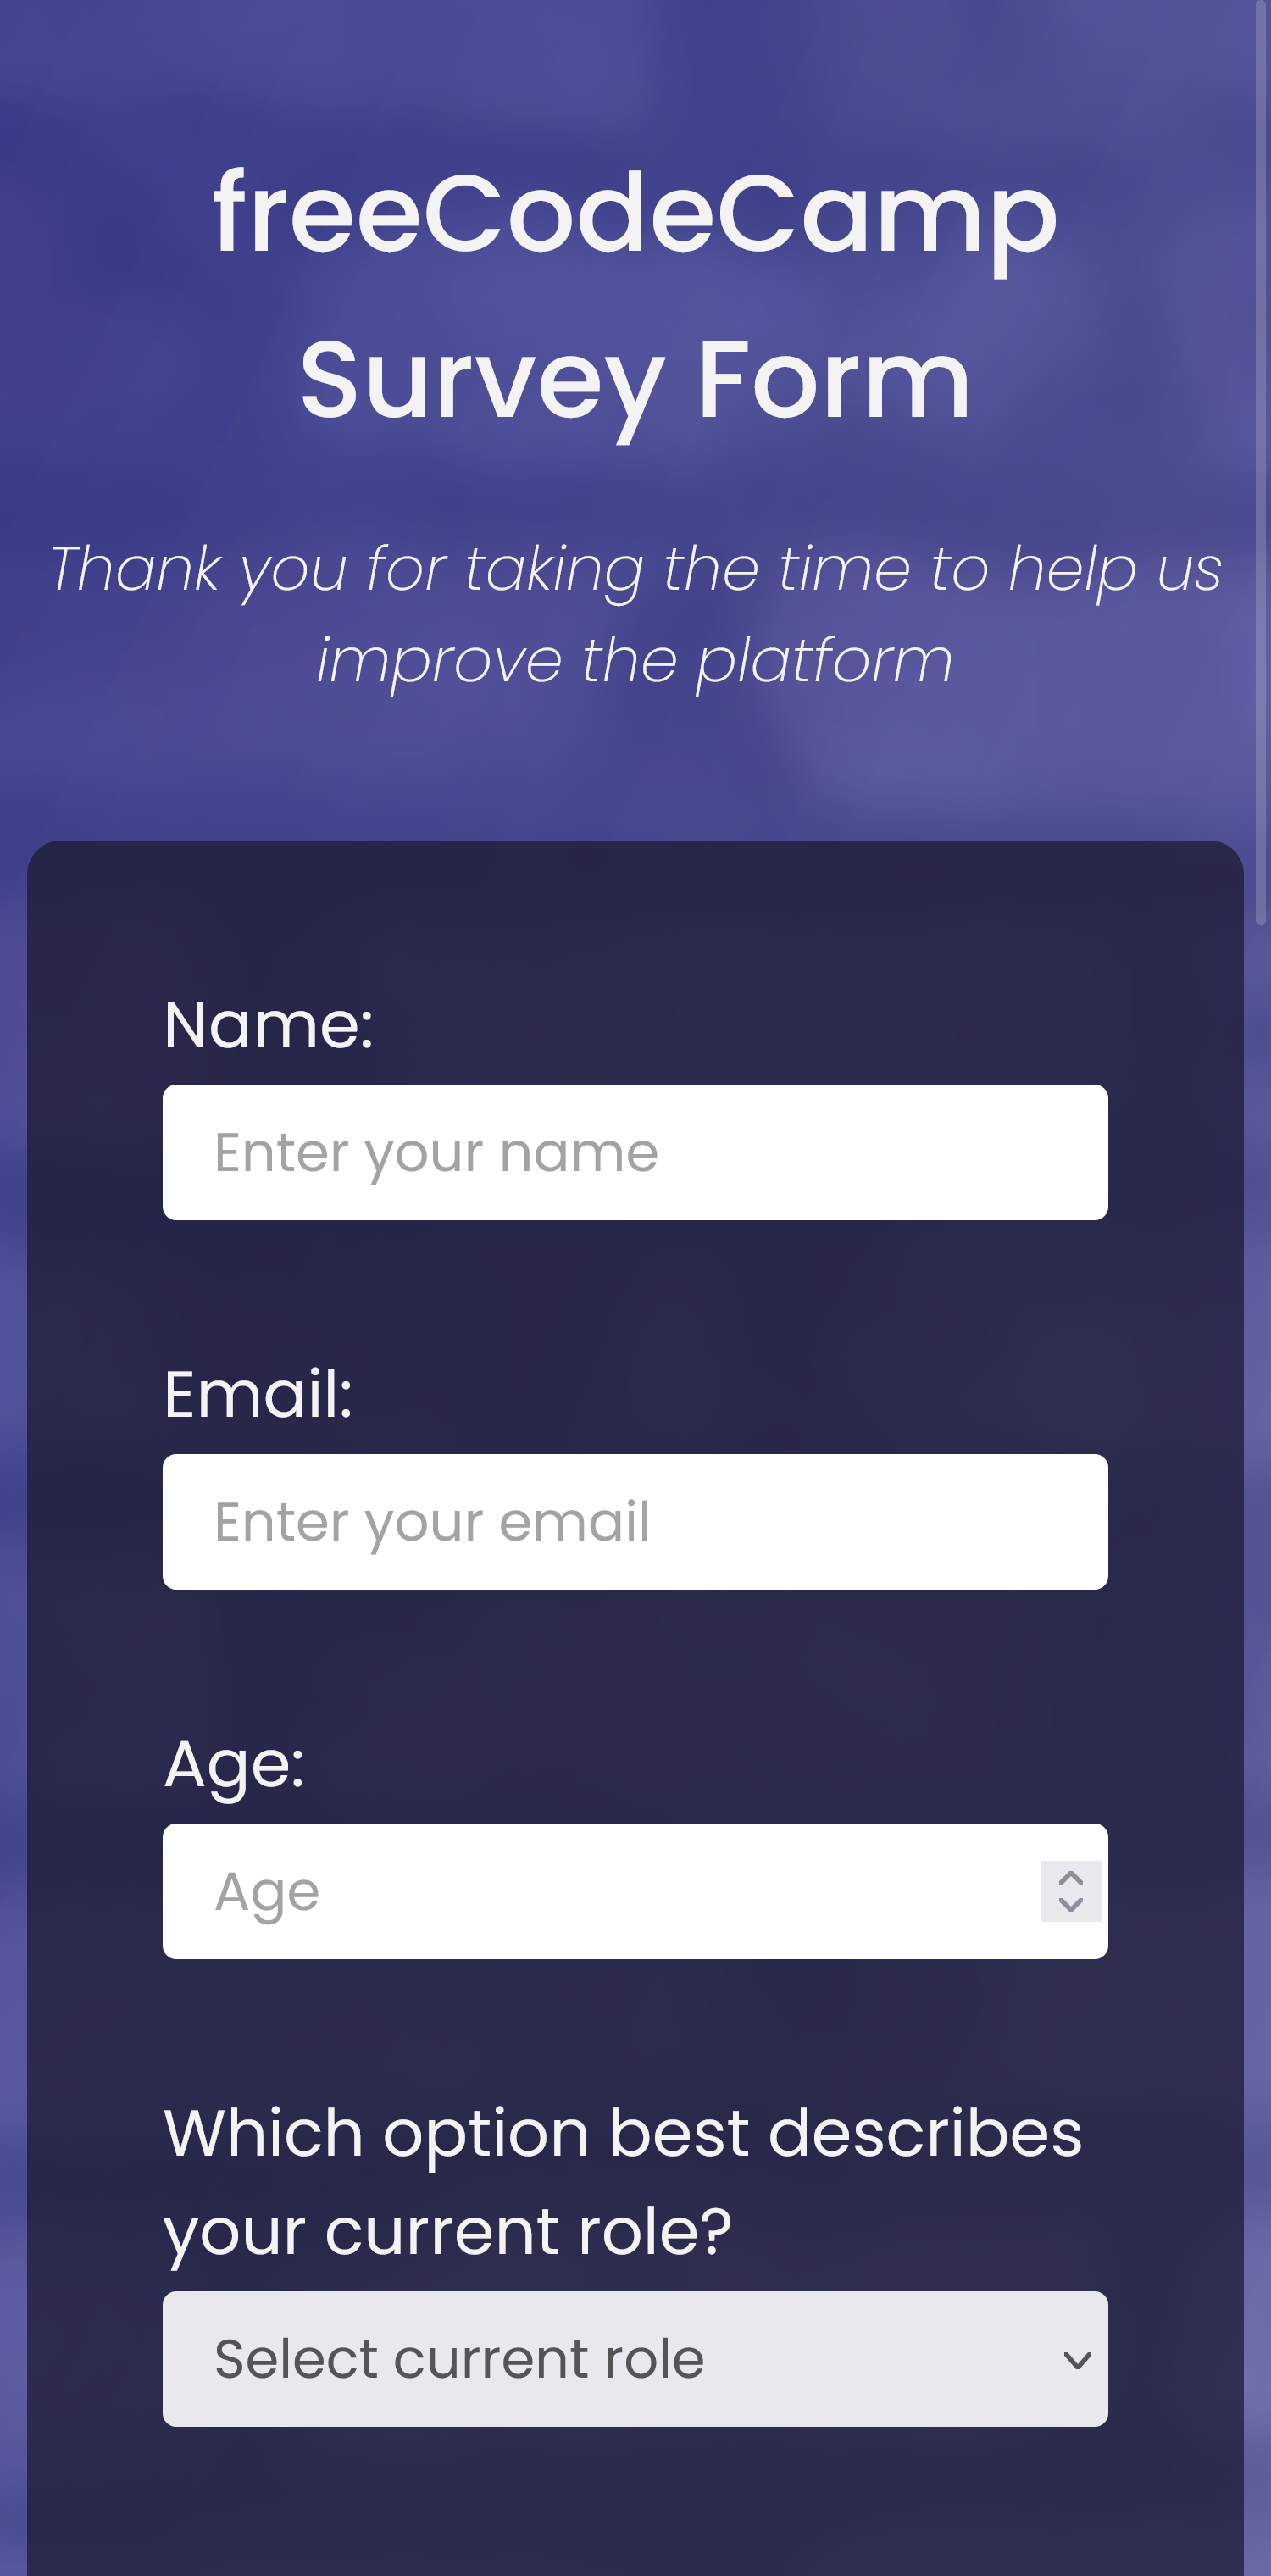 freeCodeCamp
Survey Form
Thank you for taking the time to help us
improve the platform
Name:
Enter your name
Email:
Enter your email
Age:
Age
Which option best describes
your current role?
Select current role